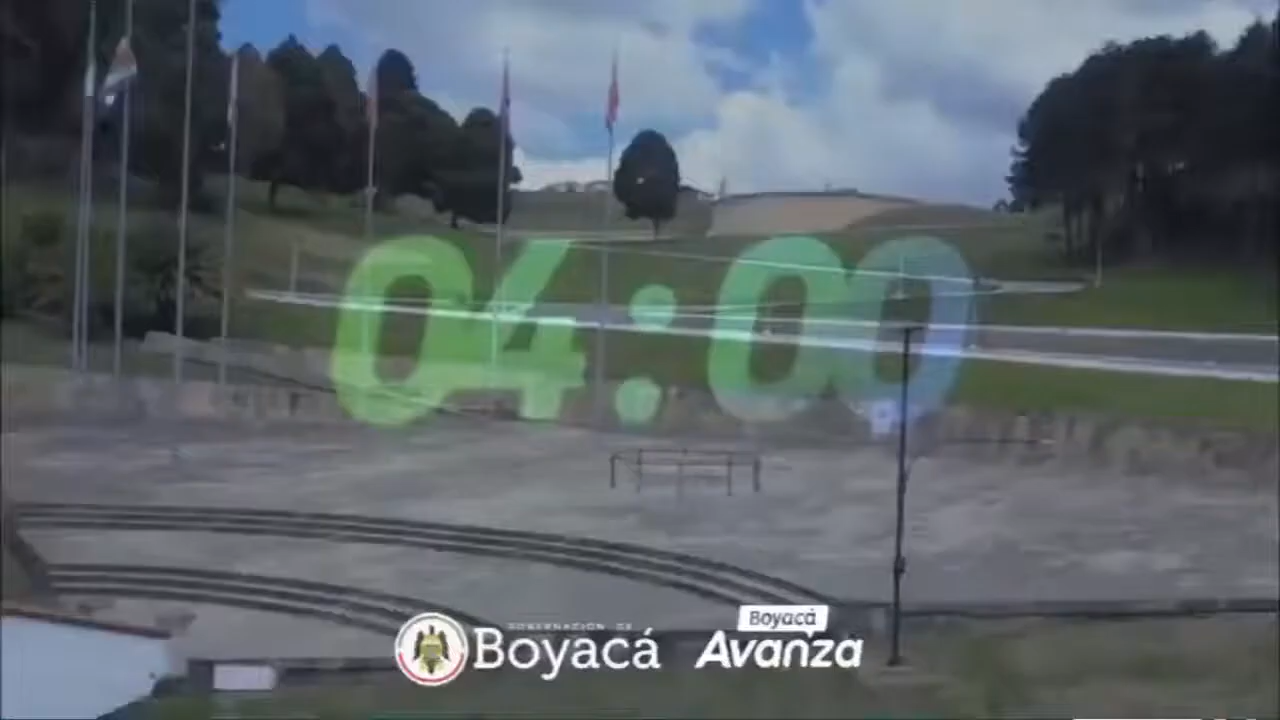 04:00
GOBERNACIÓN DE
Boyacá
Boyacá
Avanza